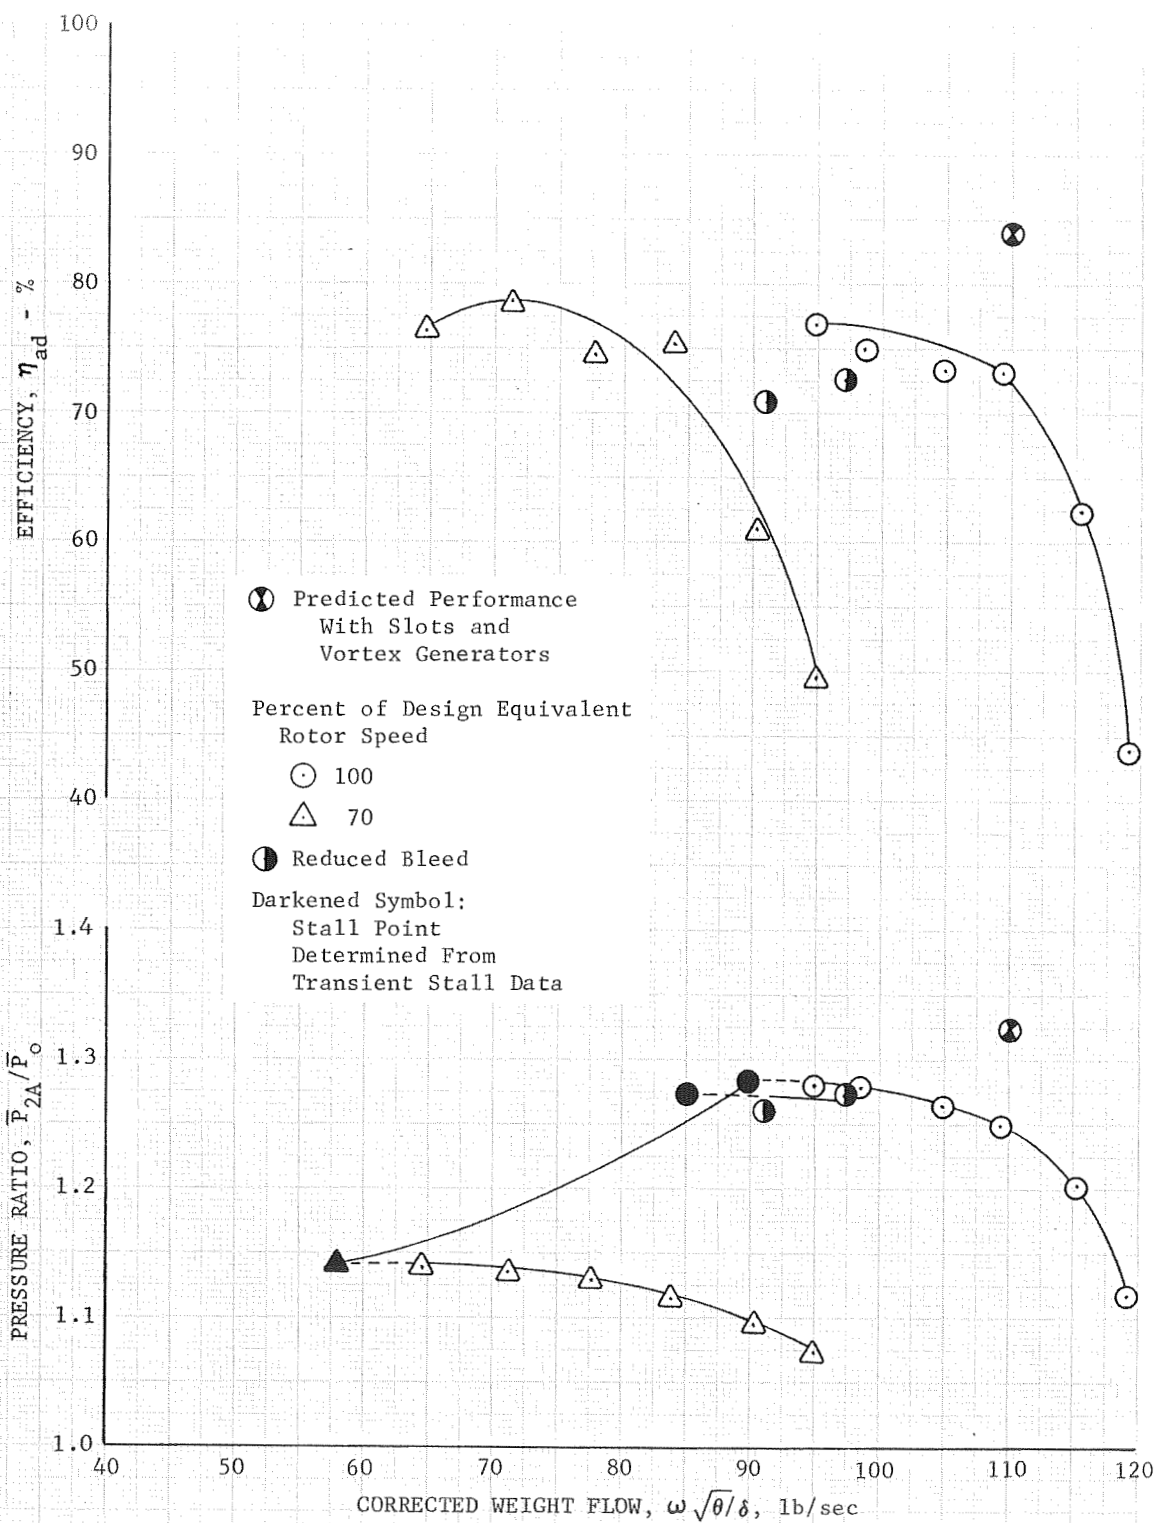 100
90
80
70
60
50
40
EFFICIENCY, η_ad - %
Predicted Performance
With Slots and
Vortex Generators
Percent of Design Equivalent
Rotor Speed
100
70
Reduced Bleed
Darkened Symbol:
Stall Point
Determined From
Transient Stall Data
1.4
1.3
1.2
1.1
1.0
PRESSURE RATIO, P̅_2A/P̅_o
40 50 60 70 80 90 100 110 120
CORRECTED WEIGHT FLOW, ω√θ/δ, lb/sec